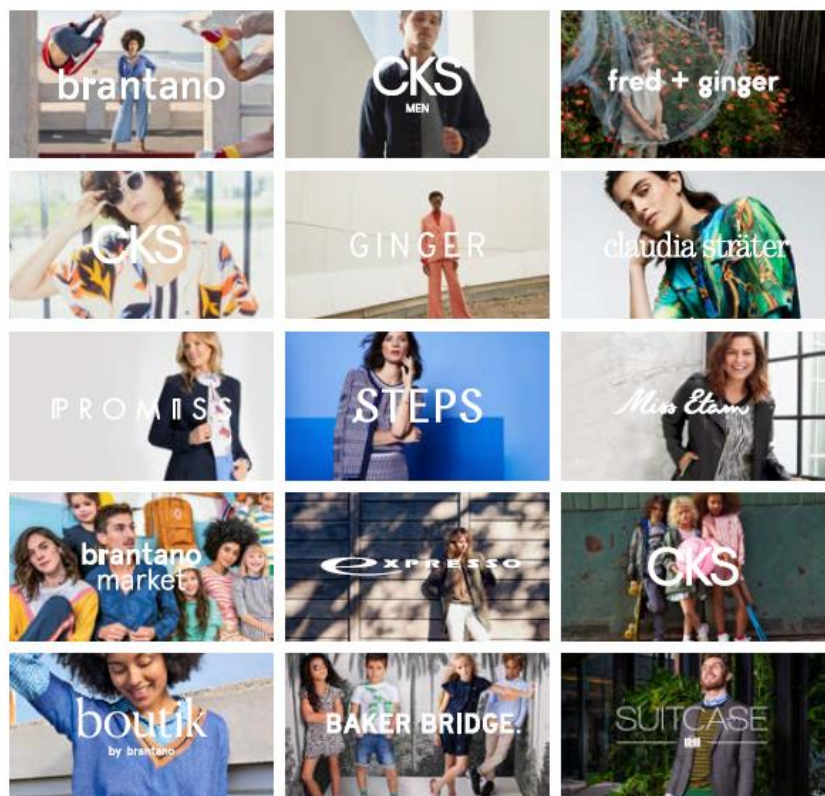 brantano
CKS
MEN
fred + ginger
CKS
GINGER
claudia sträter
PROMISS
STEPS
Miss Etam
brantano
market
expresso
CKS
boutik
by brantano
BAKER BRIDGE.
SUITCASE